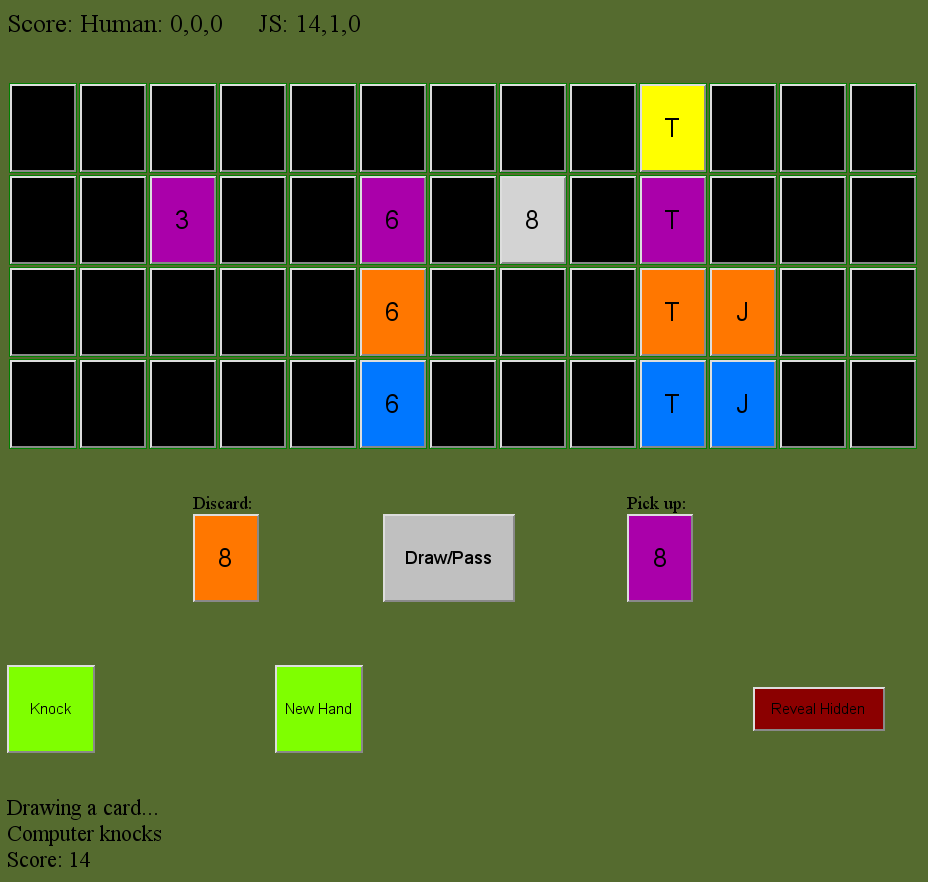 Score: Human: 0,0,0 JS: 14,1,0
T
3 6 8 T
6 T J
6 T J
Discard: Pick up:
8 Draw/Pass 8
Knock New Hand Reveal Hidden
Drawing a card...
Computer knocks
Score: 14